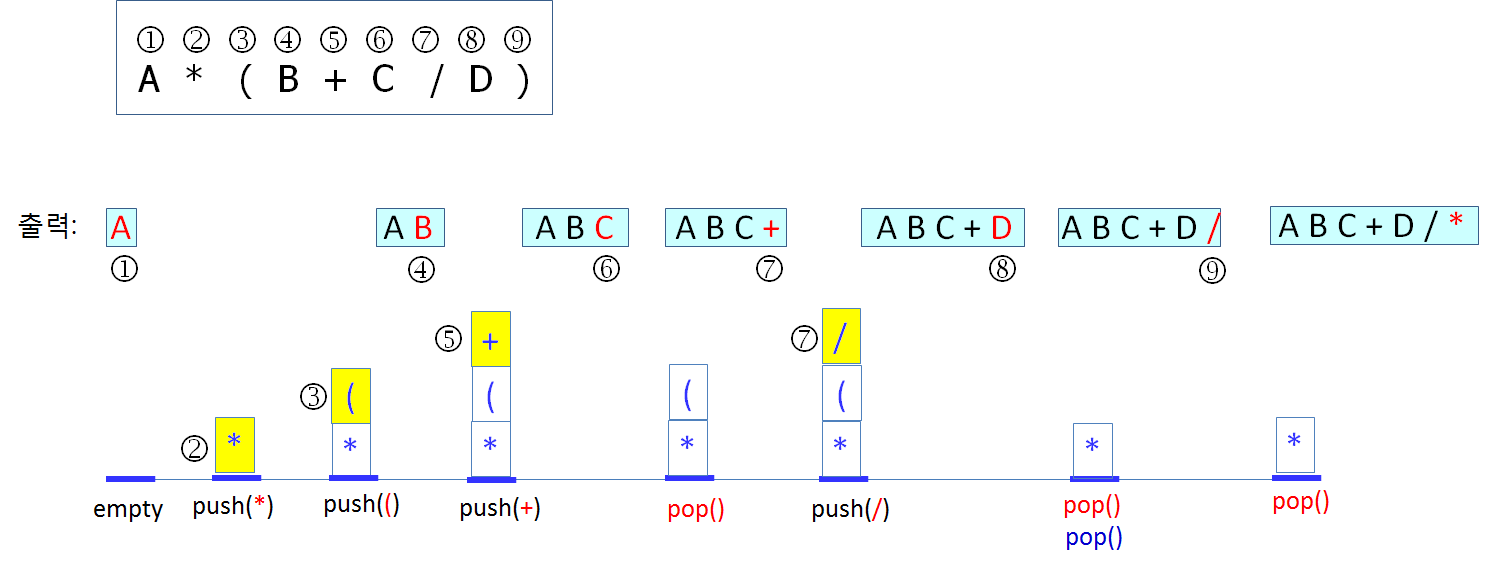 ① ② ③ ④ ⑤ ⑥ ⑦ ⑧ ⑨
A * ( B + C / D )
출력: A A B A B C A B C + A B C + D A B C + D / A B C + D / *
① ④ ⑥ ⑦ ⑧ ⑨
⑤ + ⑦ /
③ ( ( ( (
② * * * * * * *
empty push(*) push(() push(+) pop() push(/) pop() pop()
pop()